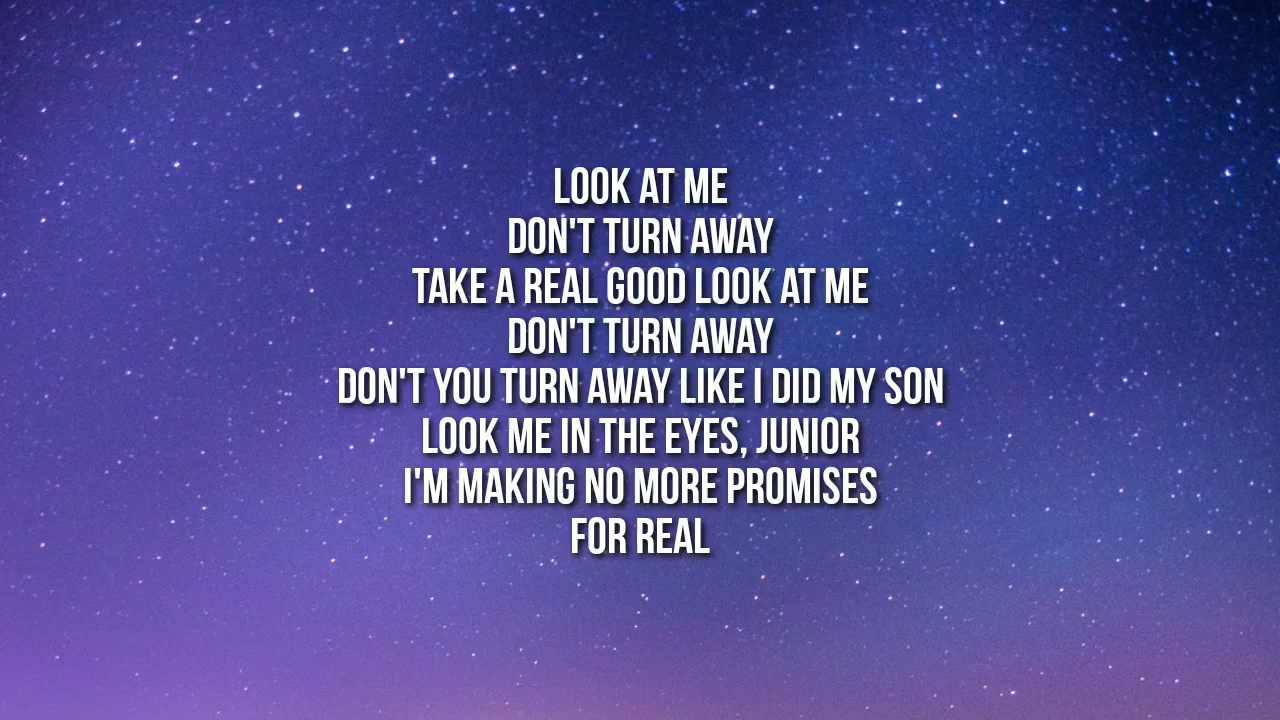 LOOK AT ME
DON'T TURN AWAY
TAKE A REAL GOOD LOOK AT ME
DON'T TURN AWAY
DON'T YOU TURN AWAY LIKE I DID MY SON
LOOK ME IN THE EYES, JUNIOR
I'M MAKING NO MORE PROMISES
FOR REAL